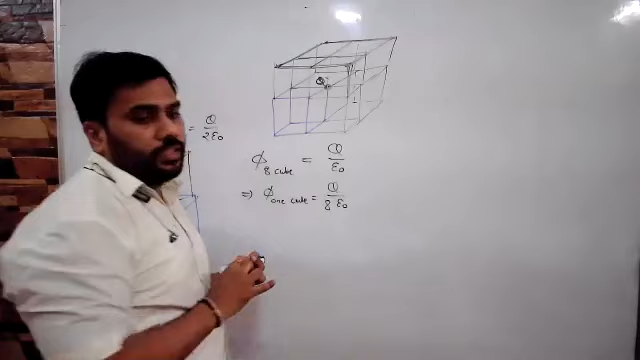 = Q/2ε₀
Q
ϕ 8 cube = Q/ε₀
⇒ ϕ one cube = Q/8 ε₀